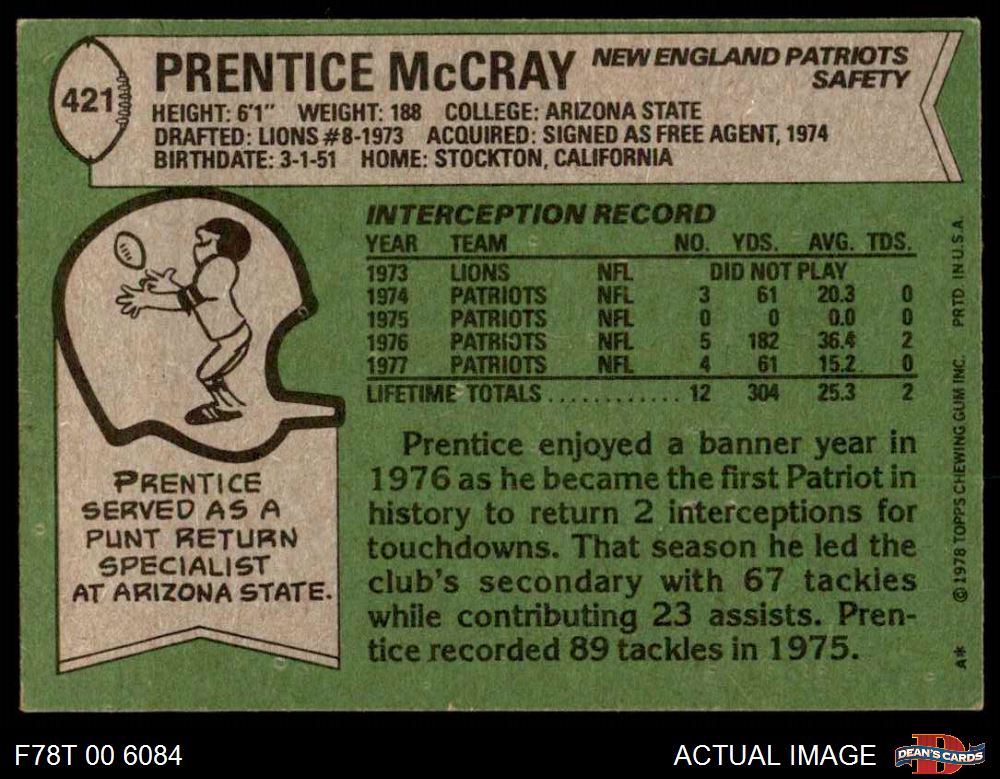 421
PRENTICE McCRAY
NEW ENGLAND PATRIOTS
SAFETY
HEIGHT: 6'1" WEIGHT: 188 COLLEGE: ARIZONA STATE
DRAFTED: LIONS #8-1973 ACQUIRED: SIGNED AS FREE AGENT, 1974
BIRTHDATE: 3-1-51 HOME: STOCKTON, CALIFORNIA
INTERCEPTION RECORD
YEAR TEAM NO. YDS. AVG. TDS.
1973 LIONS NFL DID NOT PLAY
1974 PATRIOTS NFL 3 61 20.3 0
1975 PATRIOTS NFL 0 0 0.0 0
1976 PATRIOTS NFL 5 182 36.4 2
1977 PATRIOTS NFL 4 61 15.2 0
LIFETIME TOTALS............ 12 304 25.3 2
Prentice enjoyed a banner year in
1976 as he became the first Patriot in
history to return 2 interceptions for
touchdowns. That season he led the
club's secondary with 67 tackles
while contributing 23 assists. Pren-
tice recorded 89 tackles in 1975.
PRENTICE
SERVED AS A
PUNT RETURN
SPECIALIST
AT ARIZONA STATE.
A* © 1978 TOPPS CHEWING GUM INC. PRTD. IN U.S.A.
F78T 00 6084
ACTUAL IMAGE
D
DEAN'S CARDS